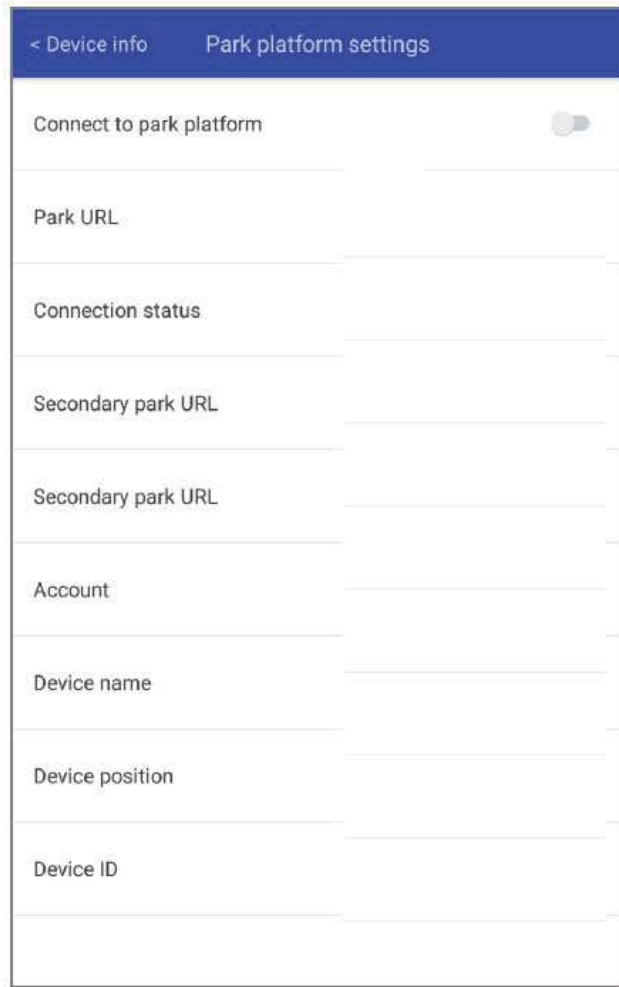 < Device info Park platform settings
Connect to park platform
Park URL
Connection status
Secondary park URL
Secondary park URL
Account
Device name
Device position
Device ID